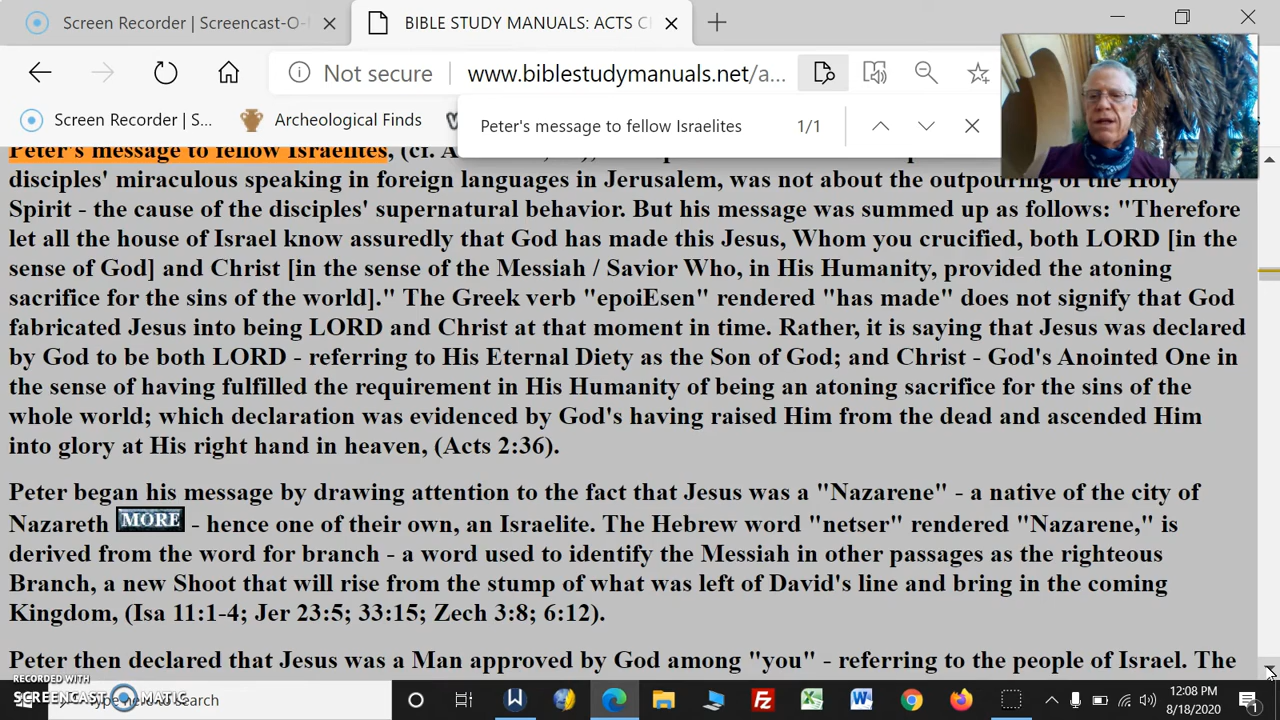 Screen Recorder | Screencast-O-
BIBLE STUDY MANUALS: ACTS C
Not secure
www.biblestudymanuals.net/a...
Screen Recorder | S...
Archeological Finds
Peter's message to fellow Israelites
1/1
Peter's message to fellow Israelites, (cf.
disciples' miraculous speaking in foreign languages in Jerusalem, was not about the outpouring of the Holy
Spirit - the cause of the disciples' supernatural behavior. But his message was summed up as follows: "Therefore
let all the house of Israel know assuredly that God has made this Jesus, Whom you crucified, both LORD [in the
sense of God] and Christ [in the sense of the Messiah / Savior Who, in His Humanity, provided the atoning
sacrifice for the sins of the world]." The Greek verb "epoiEsen" rendered "has made" does not signify that God
fabricated Jesus into being LORD and Christ at that moment in time. Rather, it is saying that Jesus was declared
by God to be both LORD - referring to His Eternal Diety as the Son of God; and Christ - God's Anointed One in
the sense of having fulfilled the requirement in His Humanity of being an atoning sacrifice for the sins of the
whole world; which declaration was evidenced by God's having raised Him from the dead and ascended Him
into glory at His right hand in heaven, (Acts 2:36).
Peter began his message by drawing attention to the fact that Jesus was a "Nazarene" - a native of the city of
Nazareth MORE - hence one of their own, an Israelite. The Hebrew word "netser" rendered "Nazarene," is
derived from the word for branch - a word used to identify the Messiah in other passages as the righteous
Branch, a new Shoot that will rise from the stump of what was left of David's line and bring in the coming
Kingdom, (Isa 11:1-4; Jer 23:5; 33:15; Zech 3:8; 6:12).
Peter then declared that Jesus was a Man approved by God among "you" - referring to the people of Israel. The
RECORDED WITH
SCREENCAST MATIC
Type here to search
12:08 PM
8/18/2020
1